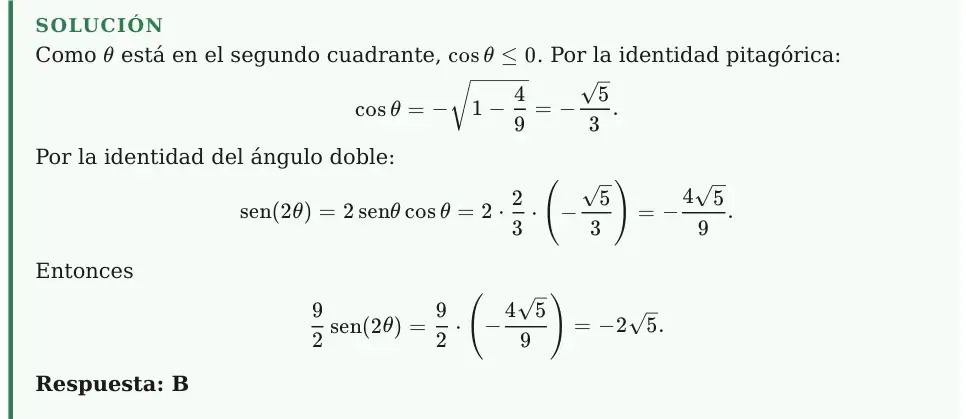 SOLUCIÓN
Como θ está en el segundo cuadrante, cos θ ≤ 0. Por la identidad pitagórica:
cos θ = −√(1 − 4/9) = −√5/3.
Por la identidad del ángulo doble:
sen(2θ) = 2 senθ cos θ = 2 · 2/3 · (−√5/3) = −4√5/9.
Entonces
9/2 sen(2θ) = 9/2 · (−4√5/9) = −2√5.
Respuesta: B